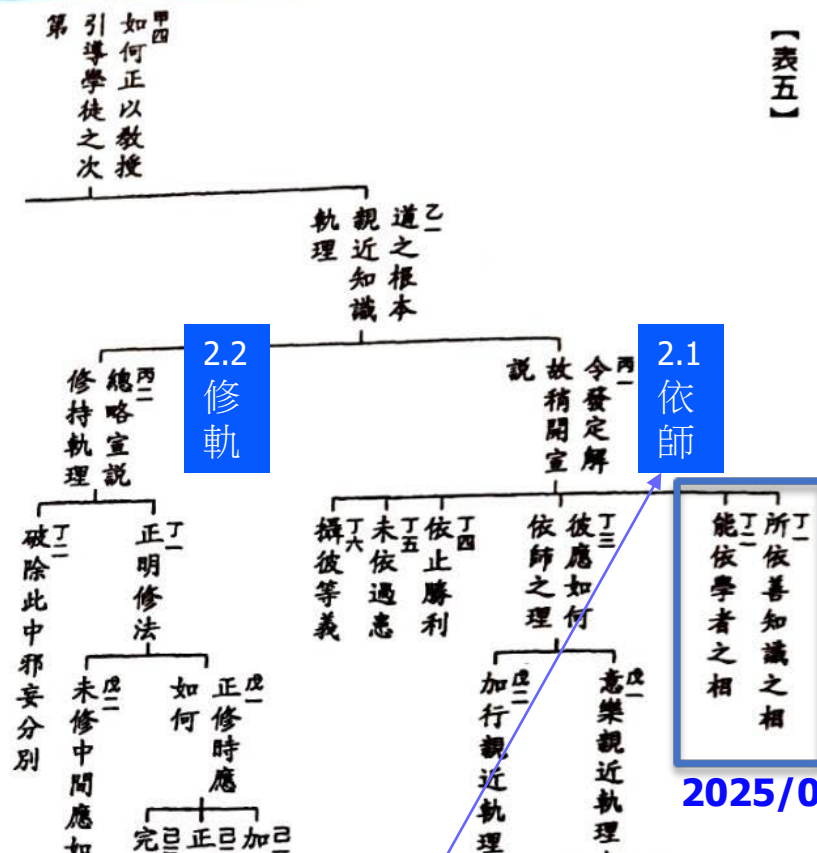 【表五】
甲四
如何正以教授
引導學徒之次
第
乙一
道之根本
親近知識
軌理
2.1
依
師
丙一
令發定解
故稍開宣
説
2.2
修
軌
丙二
總略宣説
修持軌理
丁一
所依善知識之相
丁二
能依學者之相
丁三
彼應如何
依師之理
丁四
依止勝利
丁五
未依過患
丁六
攝彼等義
丁一
正明修法
丁二
破除此中邪妄分別
戊一
意樂親近軌理
戊二
加行親近軌理
戊一
正修時應
如何
戊二
未修中間應如
加
正
完
2025/0